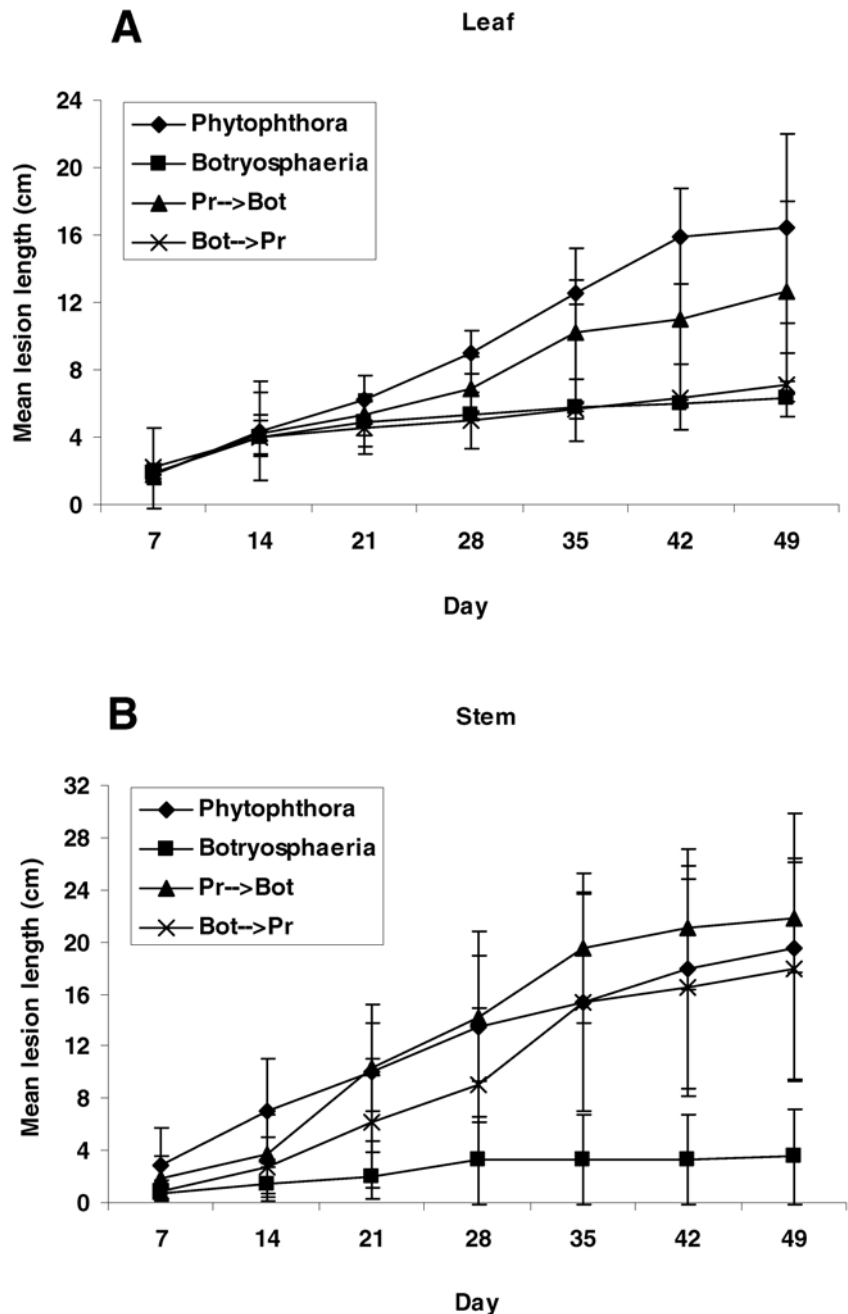 A
Leaf
Mean lesion length (cm)
24
20
16
12
8
4
0
Phytophthora
Botryosphaeria
Pr-->Bot
Bot-->Pr
7 14 21 28 35 42 49
Day
B
Stem
Mean lesion length (cm)
32
28
24
20
16
12
8
4
0
Phytophthora
Botryosphaeria
Pr-->Bot
Bot-->Pr
7 14 21 28 35 42 49
Day